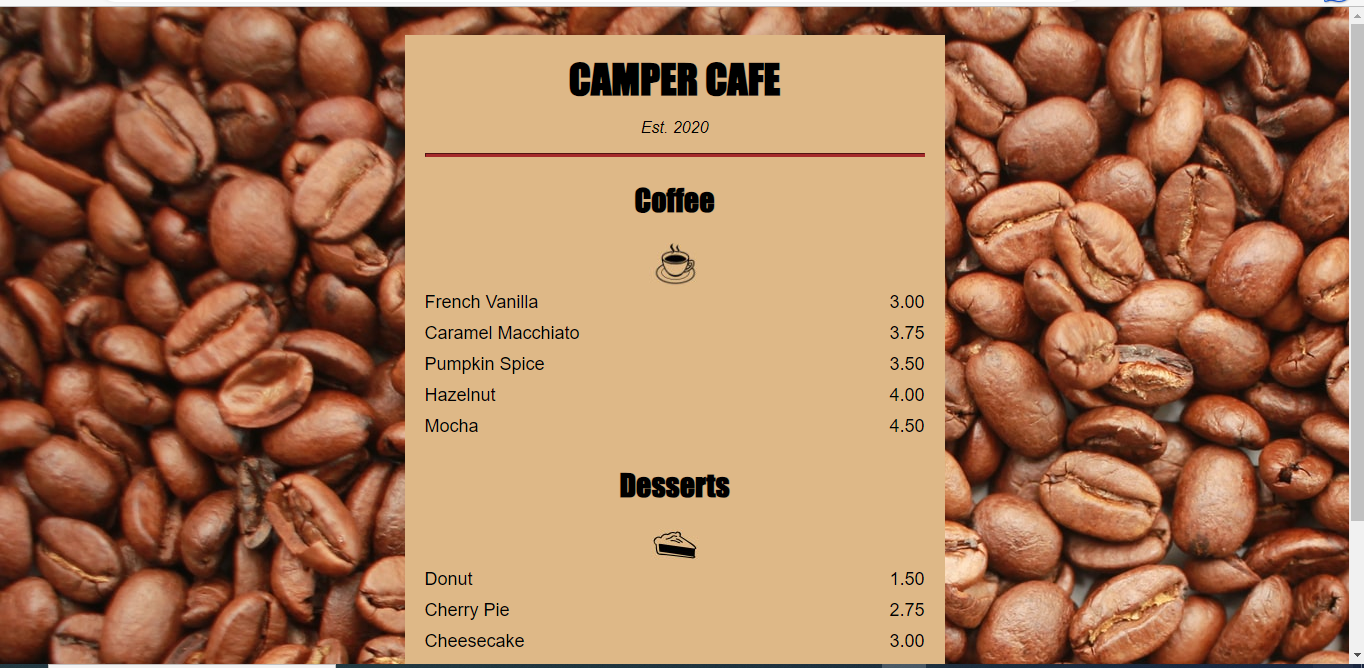 CAMPER CAFE
Est. 2020
Coffee
French Vanilla 3.00
Caramel Macchiato 3.75
Pumpkin Spice 3.50
Hazelnut 4.00
Mocha 4.50
Desserts
Donut 1.50
Cherry Pie 2.75
Cheesecake 3.00